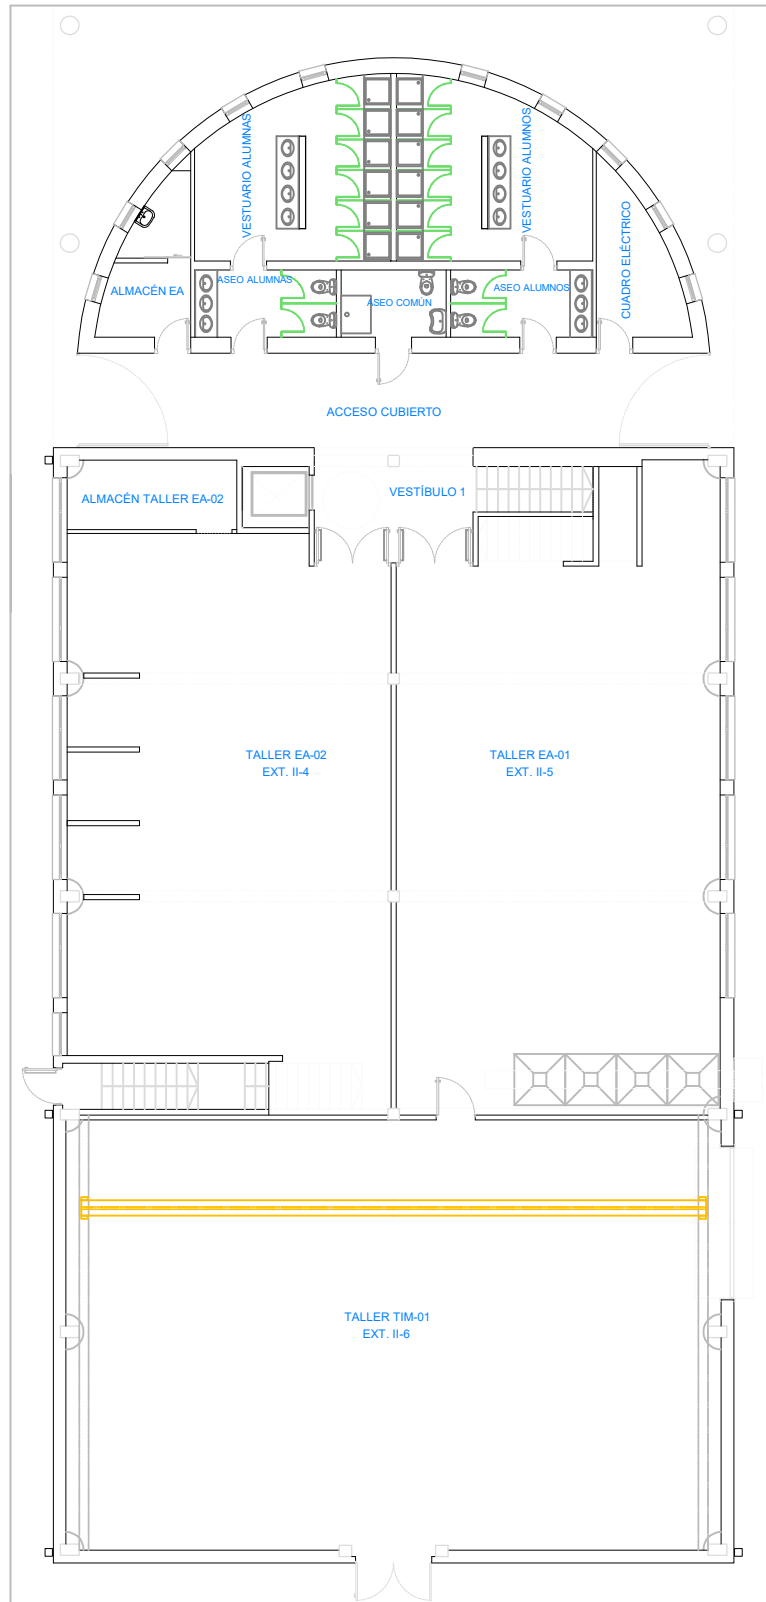 VESTUARIO ALUMNAS
VESTUARIO ALUMNOS
CUADRO ELÉCTRICO
ALMACÉN EA
ASEO ALUMNAS
ASEO COMÚN
ASEO ALUMNOS
ACCESO CUBIERTO
ALMACÉN TALLER EA-02
VESTÍBULO 1
TALLER EA-02
EXT. II-4
TALLER EA-01
EXT. II-5
TALLER TIM-01
EXT. II-6